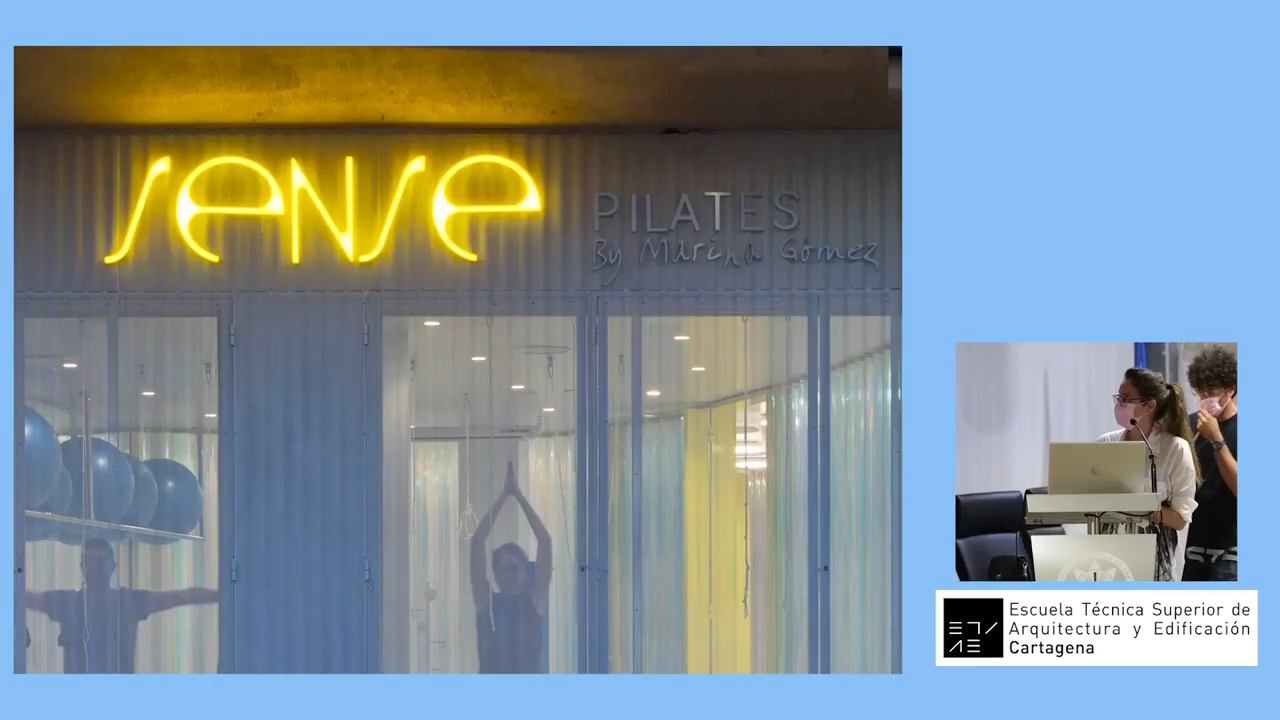 sense
PILATES
By Marina Gómez
Escuela Técnica Superior de
Arquitectura y Edificación
Cartagena